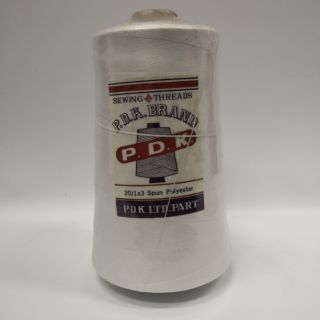 SEWING THREADS
P.D.K. BRAND
P. D. K.
20/1x3 Spun Polyester
P.D.K. LTD. PART